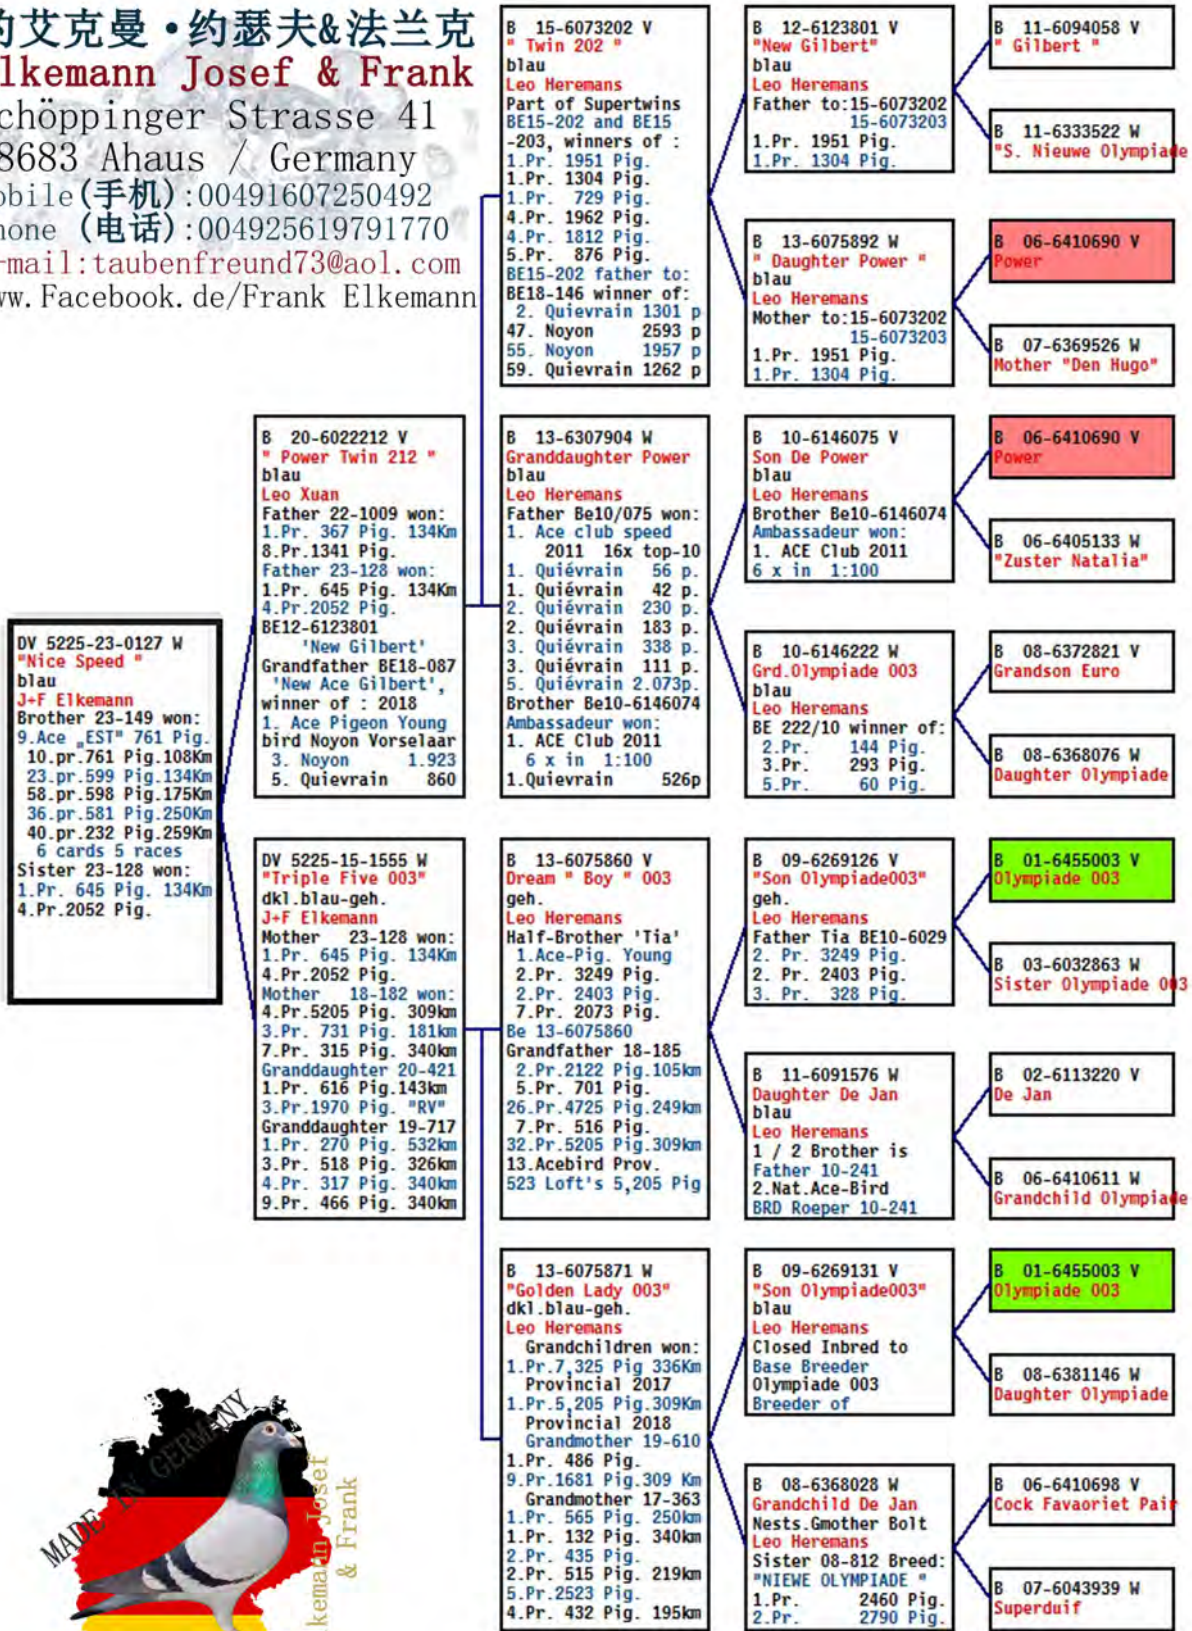 的艾克曼·约瑟夫&法兰克
lkemann Josef & Frank
chöppinger Strasse 41
8683 Ahaus / Germany
obile(手机):00491607250492
hone (电话):004925619791770
-mail:taubenfreund73@aol.com
ww.Facebook.de/Frank Elkemann
DV 5225-23-0127 W
"Nice Speed "
blau
J+F Elkemann
Brother 23-149 won:
9.Ace „EST" 761 Pig.
10.pr.761 Pig.108Km
23.pr.599 Pig.134Km
58.pr.598 Pig.175Km
36.pr.581 Pig.250Km
40.pr.232 Pig.259Km
6 cards 5 races
Sister 23-128 won:
1.Pr. 645 Pig. 134Km
4.Pr.2052 Pig.
B 20-6022212 V
" Power Twin 212 "
blau
Leo Xuan
Father 22-1009 won:
1.Pr. 367 Pig. 134Km
8.Pr.1341 Pig.
Father 23-128 won:
1.Pr. 645 Pig. 134Km
4.Pr.2052 Pig.
BE12-6123801
'New Gilbert'
Grandfather BE18-087
'New Ace Gilbert',
winner of : 2018
1. Ace Pigeon Young
bird Noyon Vorselaar
3. Noyon 1.923
5. Quievrain 860
DV 5225-15-1555 W
"Triple Five 003"
dkl.blau-geh.
J+F Elkemann
Mother 23-128 won:
1.Pr. 645 Pig. 134Km
4.Pr.2052 Pig.
Mother 18-182 won:
4.Pr.5205 Pig. 309km
3.Pr. 731 Pig. 181km
7.Pr. 315 Pig. 340km
Granddaughter 20-421
1.Pr. 616 Pig.143km
3.Pr.1970 Pig. "RV"
Granddaughter 19-717
1.Pr. 270 Pig. 532km
3.Pr. 518 Pig. 326km
4.Pr. 317 Pig. 340km
9.Pr. 466 Pig. 340km
B 15-6073202 V
" Twin 202 "
blau
Leo Heremans
Part of Supertwins
BE15-202 and BE15
-203, winners of :
1.Pr. 1951 Pig.
1.Pr. 1304 Pig.
1.Pr. 729 Pig.
4.Pr. 1962 Pig.
4.Pr. 1812 Pig.
5.Pr. 876 Pig.
BE15-202 father to:
BE18-146 winner of:
2. Quievrain 1301 p
47. Noyon 2593 p
55. Noyon 1957 p
59. Quievrain 1262 p
B 13-6307904 W
Granddaughter Power
blau
Leo Heremans
Father Be10/075 won:
1. Ace club speed
2011 16x top-10
1. Quiévrain 56 p.
1. Quiévrain 42 p.
2. Quiévrain 230 p.
2. Quiévrain 183 p.
3. Quiévrain 338 p.
3. Quiévrain 111 p.
5. Quiévrain 2.073p.
Brother Be10-6146074
Ambassadeur won:
1. ACE Club 2011
6 x in 1:100
1.Quievrain 526p
B 13-6075860 V
Dream " Boy " 003
geh.
Leo Heremans
Half-Brother 'Tia'
1.Ace-Pig. Young
2.Pr. 3249 Pig.
2.Pr. 2403 Pig.
7.Pr. 2073 Pig.
Be 13-6075860
Grandfather 18-185
2.Pr.2122 Pig.105km
5.Pr. 701 Pig.
26.Pr.4725 Pig.249km
7.Pr. 516 Pig.
32.Pr.5205 Pig.309km
13.Acebird Prov.
523 Loft's 5,205 Pig
B 13-6075871 W
"Golden Lady 003"
dkl.blau-geh.
Leo Heremans
Grandchildren won:
1.Pr.7,325 Pig 336Km
Provincial 2017
1.Pr.5,205 Pig.309Km
Provincial 2018
Grandmother 19-610
1.Pr. 486 Pig.
9.Pr.1681 Pig.309 Km
Grandmother 17-363
1.Pr. 565 Pig. 250km
1.Pr. 132 Pig. 340km
2.Pr. 435 Pig.
2.Pr. 515 Pig. 219km
5.Pr.2523 Pig.
4.Pr. 432 Pig. 195km
B 12-6123801 V
"New Gilbert"
blau
Leo Heremans
Father to:15-6073202
15-6073203
1.Pr. 1951 Pig.
1.Pr. 1304 Pig.
B 13-6075892 W
" Daughter Power "
blau
Leo Heremans
Mother to:15-6073202
15-6073203
1.Pr. 1951 Pig.
1.Pr. 1304 Pig.
B 10-6146075 V
Son De Power
blau
Leo Heremans
Brother Be10-6146074
Ambassadeur won:
1. ACE Club 2011
6 x in 1:100
B 10-6146222 W
Grd.Olympiade 003
blau
Leo Heremans
BE 222/10 winner of:
2.Pr. 144 Pig.
3.Pr. 293 Pig.
5.Pr. 60 Pig.
B 09-6269126 V
"Son Olympiade003"
geh.
Leo Heremans
Father Tia BE10-6029
2. Pr. 3249 Pig.
2. Pr. 2403 Pig.
3. Pr. 328 Pig.
B 11-6091576 W
Daughter De Jan
blau
Leo Heremans
1 / 2 Brother is
Father 10-241
2.Nat.Ace-Bird
BRD Roeper 10-241
B 09-6269131 V
"Son Olympiade003"
blau
Leo Heremans
Closed Inbred to
Base Breeder
Olympiade 003
Breeder of
B 08-6368028 W
Grandchild De Jan
Nests.Gmother Bolt
Leo Heremans
Sister 08-812 Breed:
"NIEWE OLYMPIADE "
1.Pr. 2460 Pig.
2.Pr. 2790 Pig.
B 11-6094058 V
" Gilbert "
B 11-6333522 W
"S. Nieuwe Olympiade
B 06-6410690 V
Power
B 07-6369526 W
Mother "Den Hugo"
B 06-6410690 V
Power
B 06-6405133 W
"Zuster Natalia"
B 08-6372821 V
Grandson Euro
B 08-6368076 W
Daughter Olympiade
B 01-6455003 V
Olympiade 003
B 03-6032863 W
Sister Olympiade 003
B 02-6113220 V
De Jan
B 06-6410611 W
Grandchild Olympiade
B 01-6455003 V
Olympiade 003
B 08-6381146 W
Daughter Olympiade
B 06-6410698 V
Cock Favaoriet Pair
B 07-6043939 W
Superduif
MADE IN GERMANY
kemann Josef
& Frank